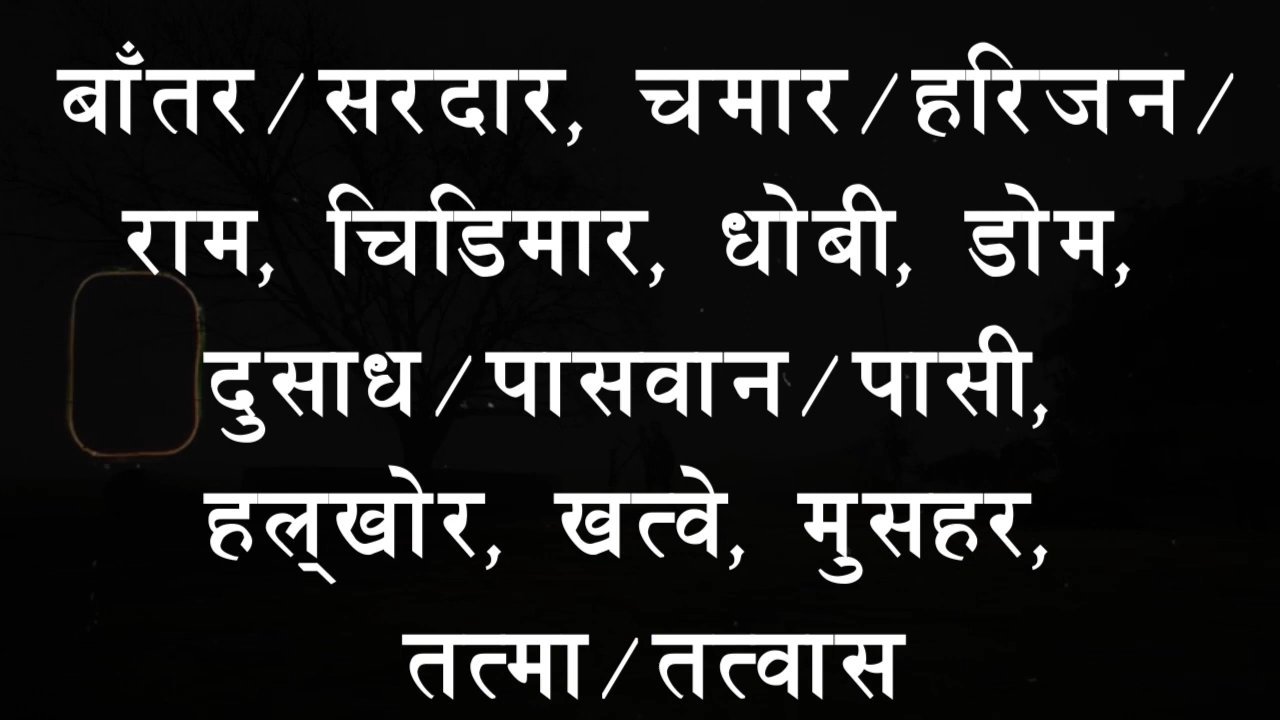 बाँतर/सरदार, चमार/हरिजन/
राम, चिडिमार, धोबी, डोम,
दुसाध/पासवान/पासी,
हल्‌खोर, खत्वे, मुसहर,
तत्मा/तत्वास